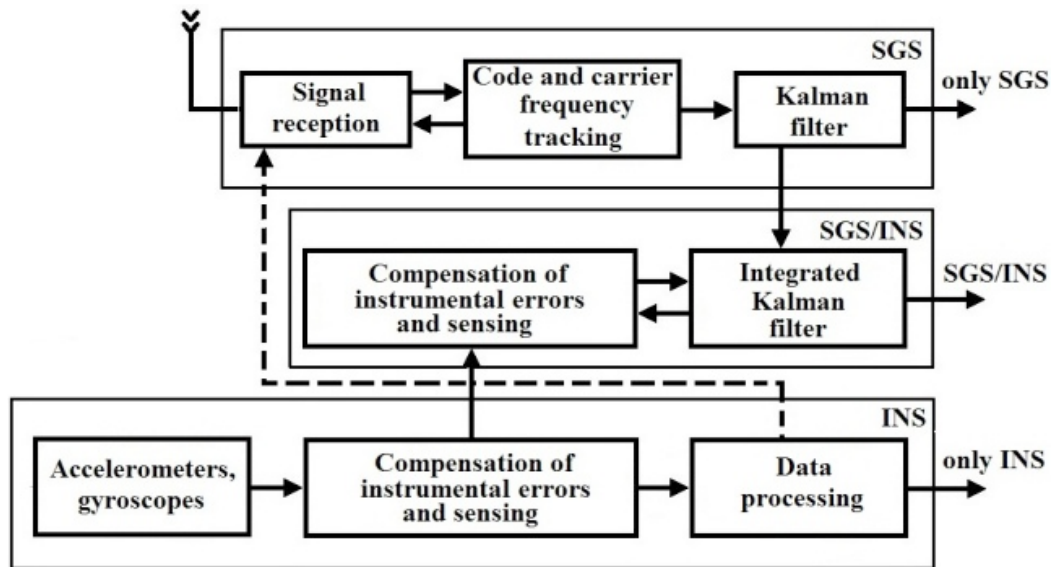 SGS
Signal
reception
Code and carrier
frequency
tracking
Kalman
filter
only SGS
SGS/INS
Compensation of
instrumental errors
and sensing
Integrated
Kalman
filter
SGS/INS
INS
Accelerometers,
gyroscopes
Compensation of
instrumental errors
and sensing
Data
processing
only INS